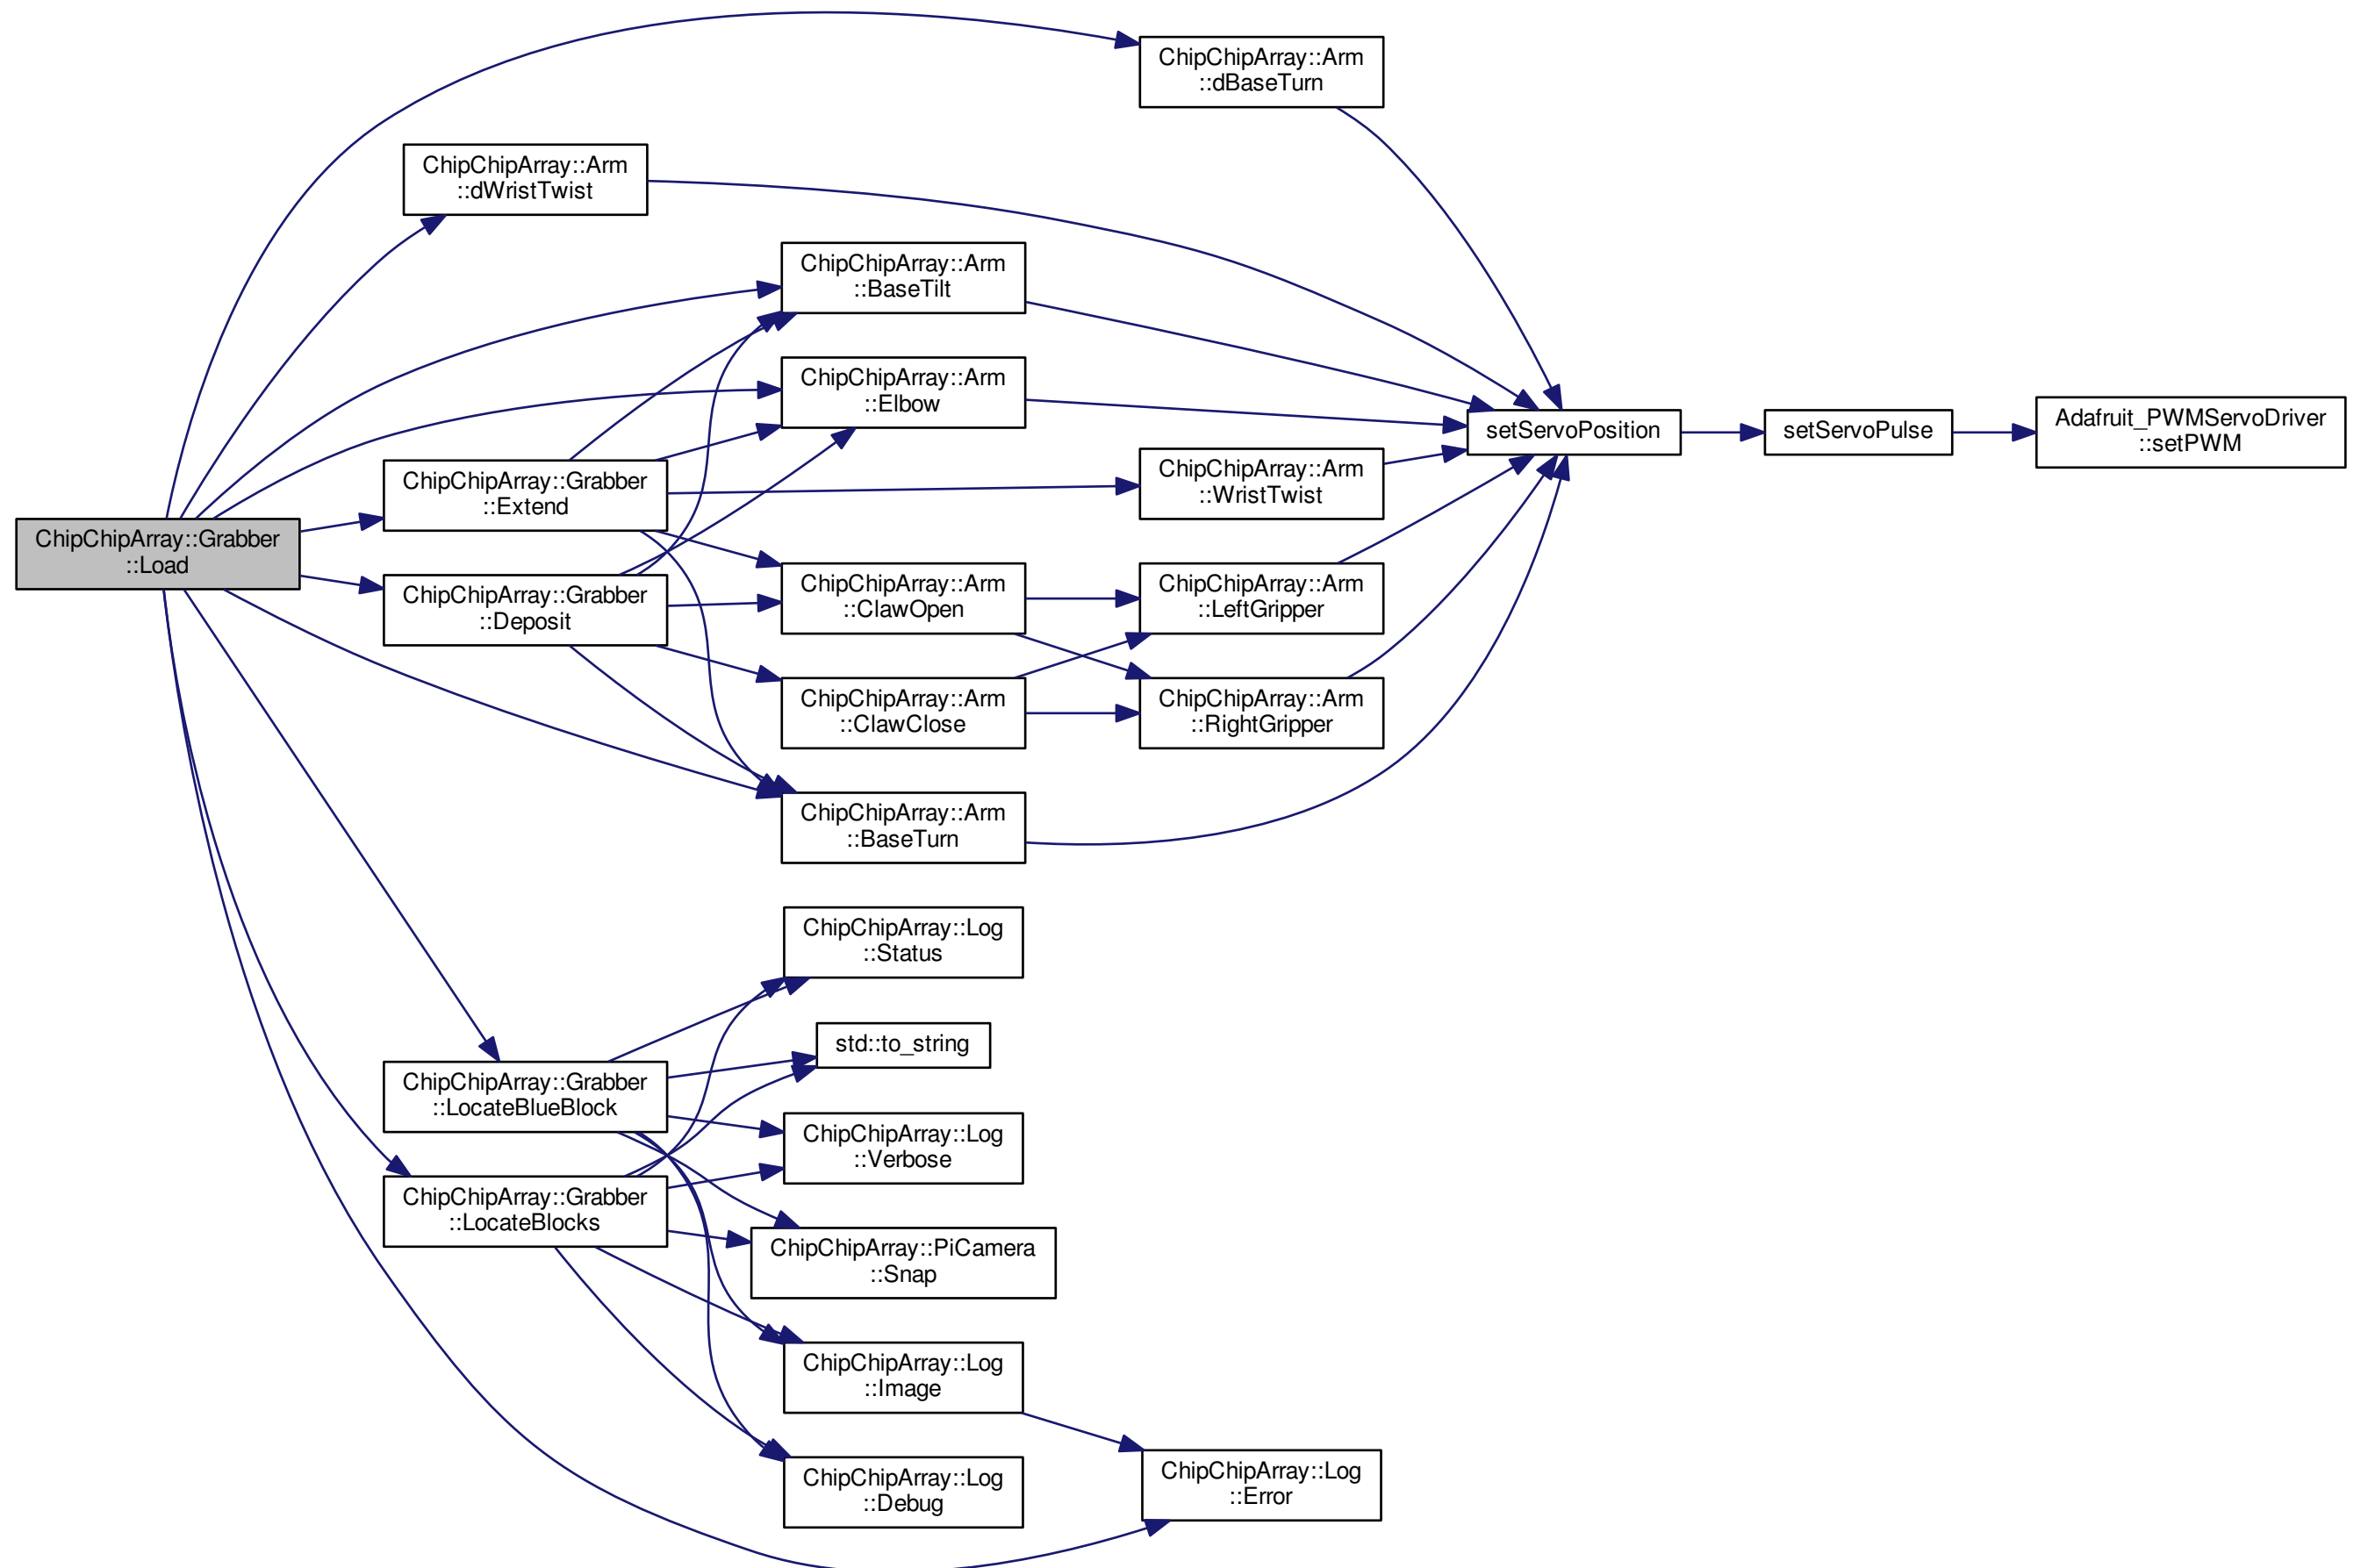 ChipChipArray::Arm
::dBaseTurn
ChipChipArray::Arm
::dWristTwist
ChipChipArray::Arm
::BaseTilt
ChipChipArray::Arm
::Elbow
setServoPosition
setServoPulse
Adafruit_PWMServoDriver
::setPWM
ChipChipArray::Grabber
::Extend
ChipChipArray::Arm
::WristTwist
ChipChipArray::Grabber
::Load
ChipChipArray::Grabber
::Deposit
ChipChipArray::Arm
::ClawOpen
ChipChipArray::Arm
::LeftGripper
ChipChipArray::Arm
::ClawClose
ChipChipArray::Arm
::RightGripper
ChipChipArray::Arm
::BaseTurn
ChipChipArray::Log
::Status
std::to_string
ChipChipArray::Grabber
::LocateBlueBlock
ChipChipArray::Log
::Verbose
ChipChipArray::Grabber
::LocateBlocks
ChipChipArray::PiCamera
::Snap
ChipChipArray::Log
::Image
ChipChipArray::Log
::Debug
ChipChipArray::Log
::Error